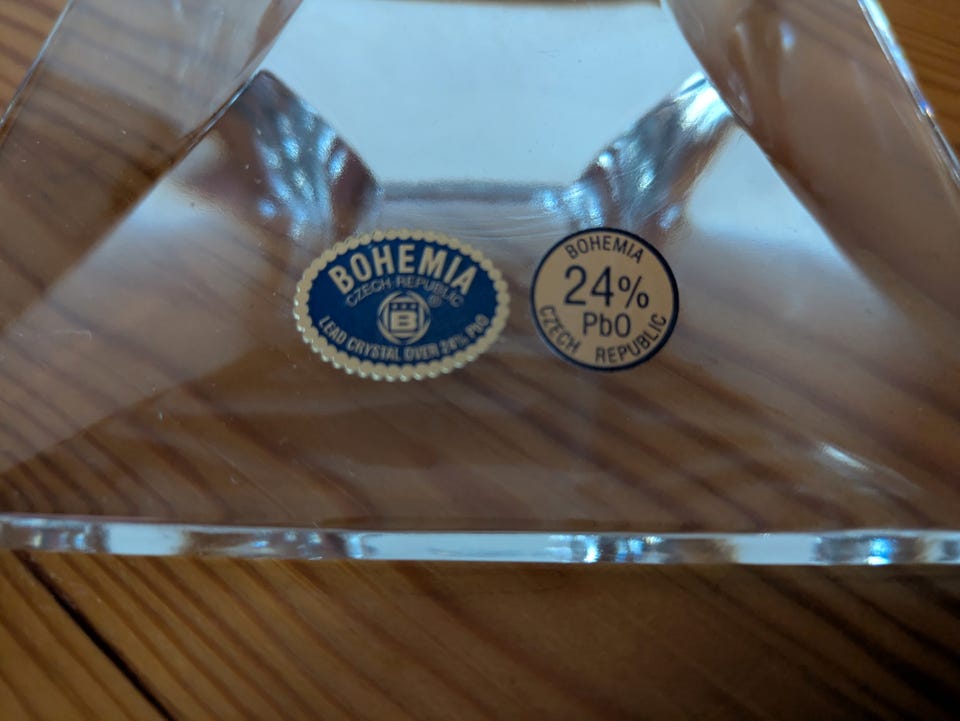 BOHEMIA
CZECH REPUBLIC
®
B
LEAD CRYSTAL OVER 24% PbO
BOHEMIA
24%
PbO
CZECH REPUBLIC